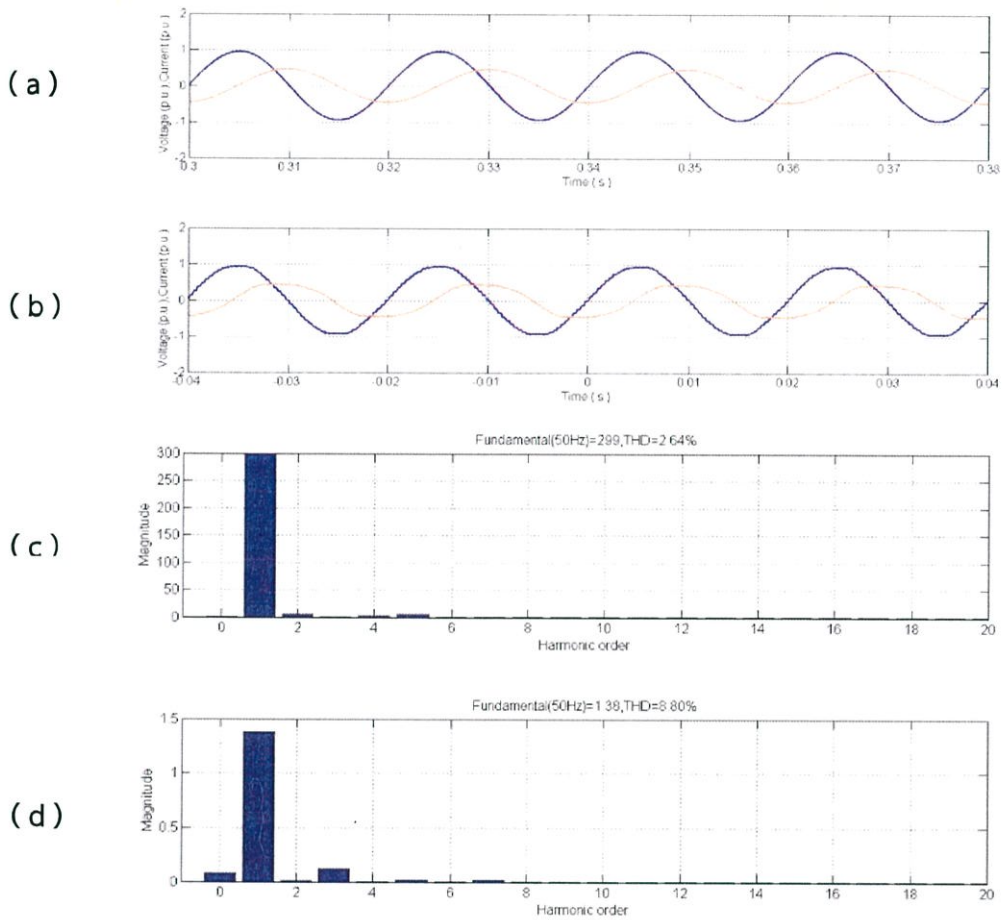 (a)
Voltage (p.u.),Current (p.u.)
2
1
0
-1
-2
0.3 0.31 0.32 0.33 0.34 0.35 0.36 0.37 0.38
Time (s)
(b)
Voltage (p.u.),Current (p.u.)
2
1
0
-1
-2
-0.04 -0.03 -0.02 -0.01 0 0.01 0.02 0.03 0.04
Time (s)
(c)
Fundamental(50Hz)=299,THD=2.64%
Magnitude
300
250
200
150
100
50
0
0 2 4 6 8 10 12 14 16 18 20
Harmonic order
(d)
Fundamental(50Hz)=1.38,THD=8.80%
Magnitude
1.5
1
0.5
0
0 2 4 6 8 10 12 14 16 18 20
Harmonic order